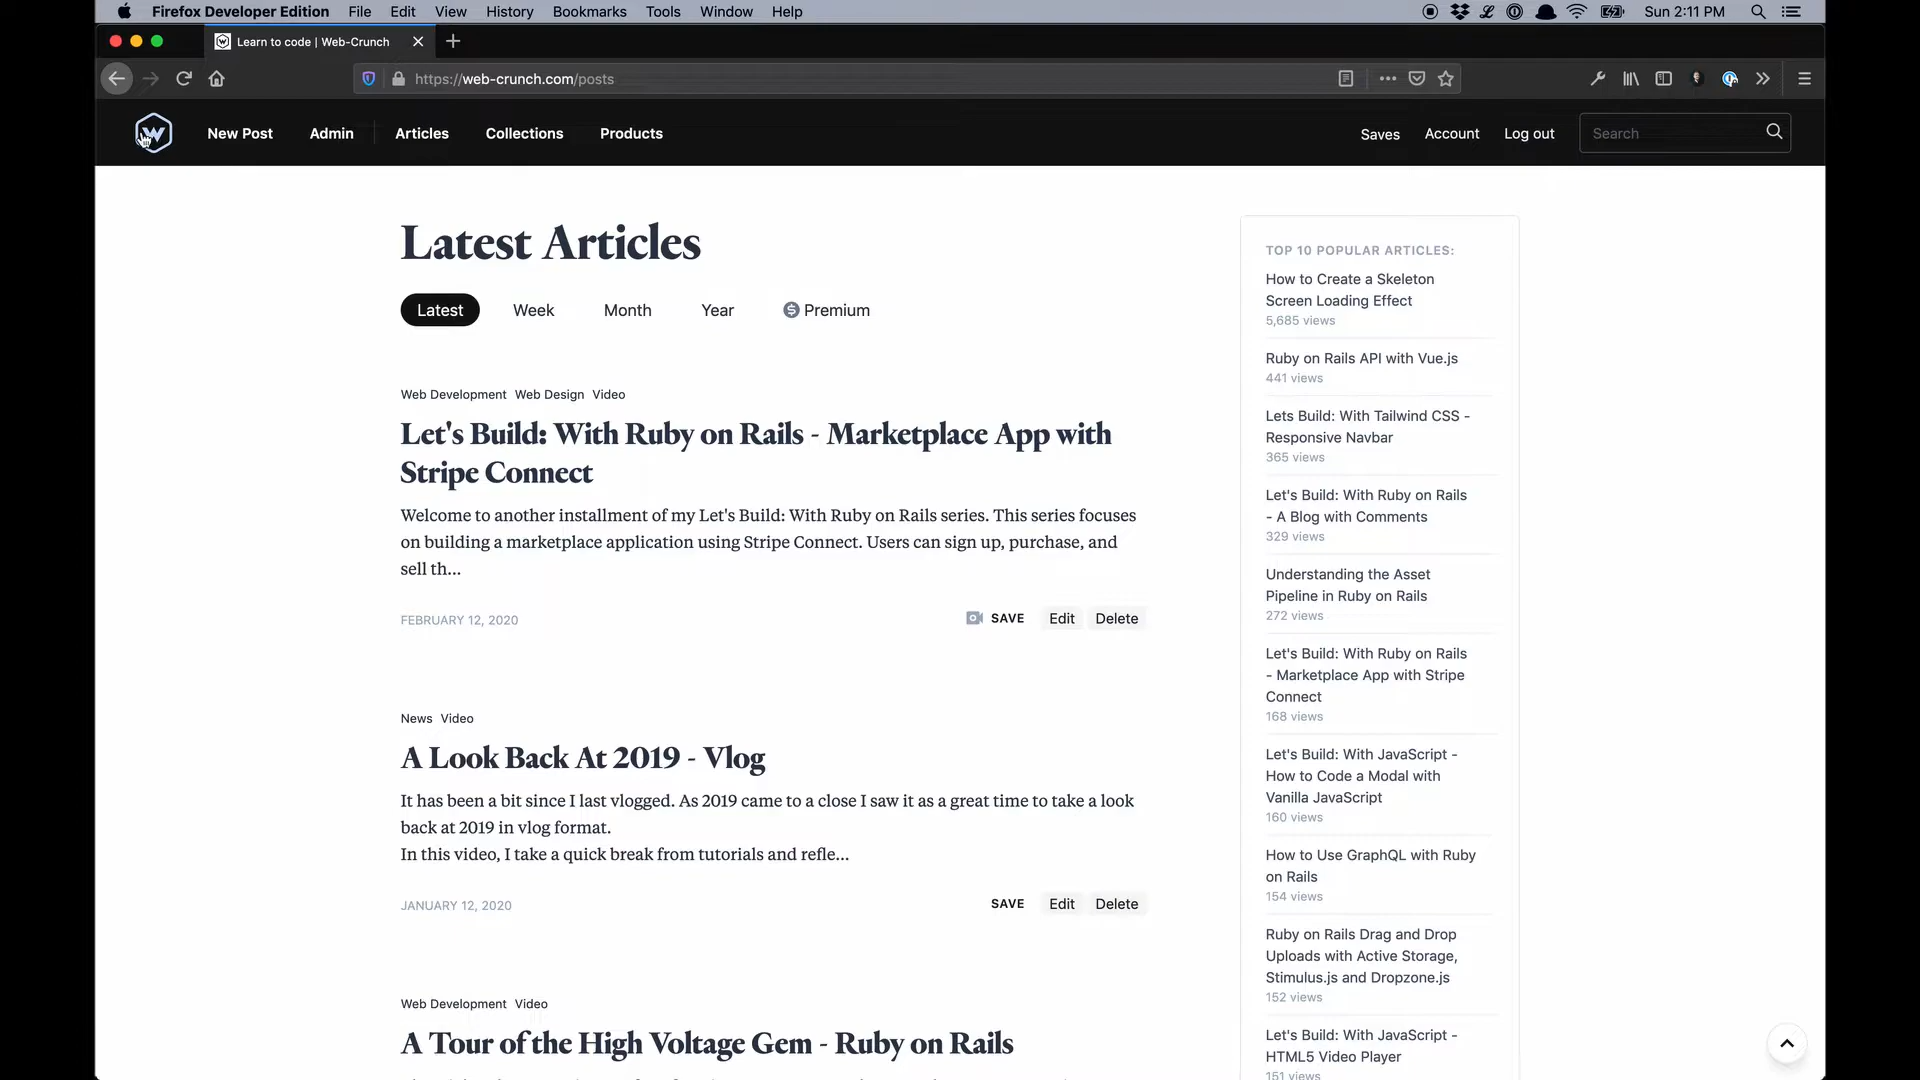 Firefox Developer Edition File Edit View History Bookmarks Tools Window Help Sun 2:11 PM
Learn to code | Web-Crunch
https://web-crunch.com/posts
W New Post Admin Articles Collections Products Saves Account Log out Search
Latest Articles
Latest Week Month Year $ Premium
Web Development Web Design Video
Let's Build: With Ruby on Rails - Marketplace App with
Stripe Connect
Welcome to another installment of my Let's Build: With Ruby on Rails series. This series focuses
on building a marketplace application using Stripe Connect. Users can sign up, purchase, and
sell th...
FEBRUARY 12, 2020 SAVE Edit Delete
News Video
A Look Back At 2019 - Vlog
It has been a bit since I last vlogged. As 2019 came to a close I saw it as a great time to take a look
back at 2019 in vlog format.
In this video, I take a quick break from tutorials and refle...
JANUARY 12, 2020 SAVE Edit Delete
Web Development Video
A Tour of the High Voltage Gem - Ruby on Rails
TOP 10 POPULAR ARTICLES:
How to Create a Skeleton
Screen Loading Effect
5,685 views
Ruby on Rails API with Vue.js
441 views
Lets Build: With Tailwind CSS -
Responsive Navbar
365 views
Let's Build: With Ruby on Rails
- A Blog with Comments
329 views
Understanding the Asset
Pipeline in Ruby on Rails
272 views
Let's Build: With Ruby on Rails
- Marketplace App with Stripe
Connect
168 views
Let's Build: With JavaScript -
How to Code a Modal with
Vanilla JavaScript
160 views
How to Use GraphQL with Ruby
on Rails
154 views
Ruby on Rails Drag and Drop
Uploads with Active Storage,
Stimulus.js and Dropzone.js
152 views
Let's Build: With JavaScript -
HTML5 Video Player
151 views